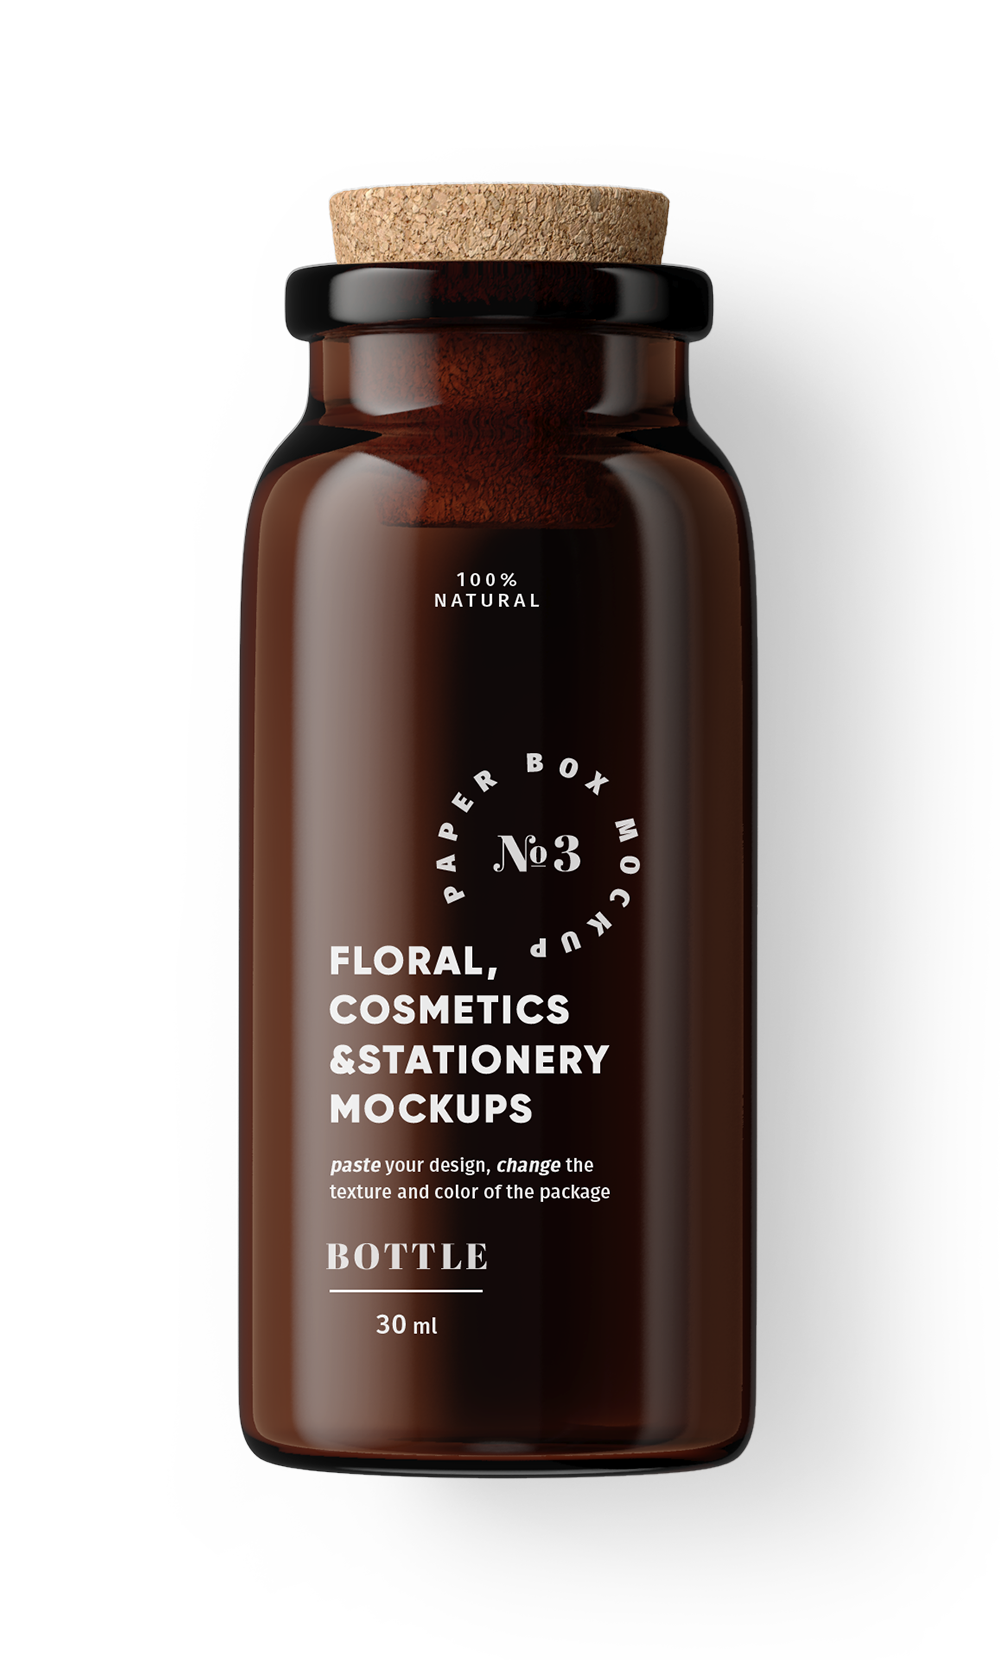 100%
NATURAL
PAPER BOX MOCKUP
№3
FLORAL,
COSMETICS
&STATIONERY
MOCKUPS
paste your design, change the
texture and color of the package
BOTTLE
30 ml